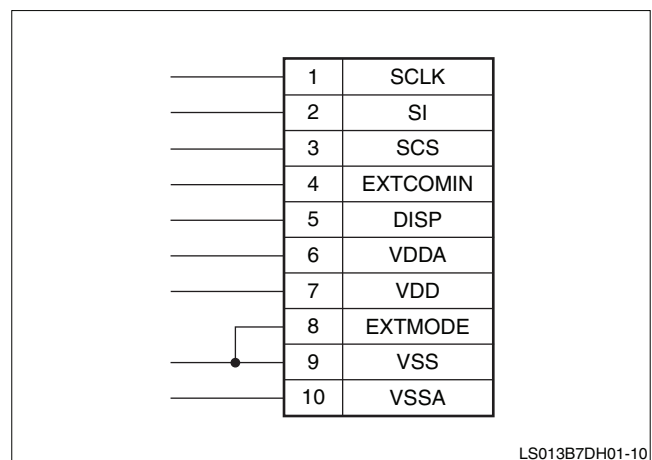 1 SCLK
2 SI
3 SCS
4 EXTCOMIN
5 DISP
6 VDDA
7 VDD
8 EXTMODE
9 VSS
10 VSSA
LS013B7DH01-10